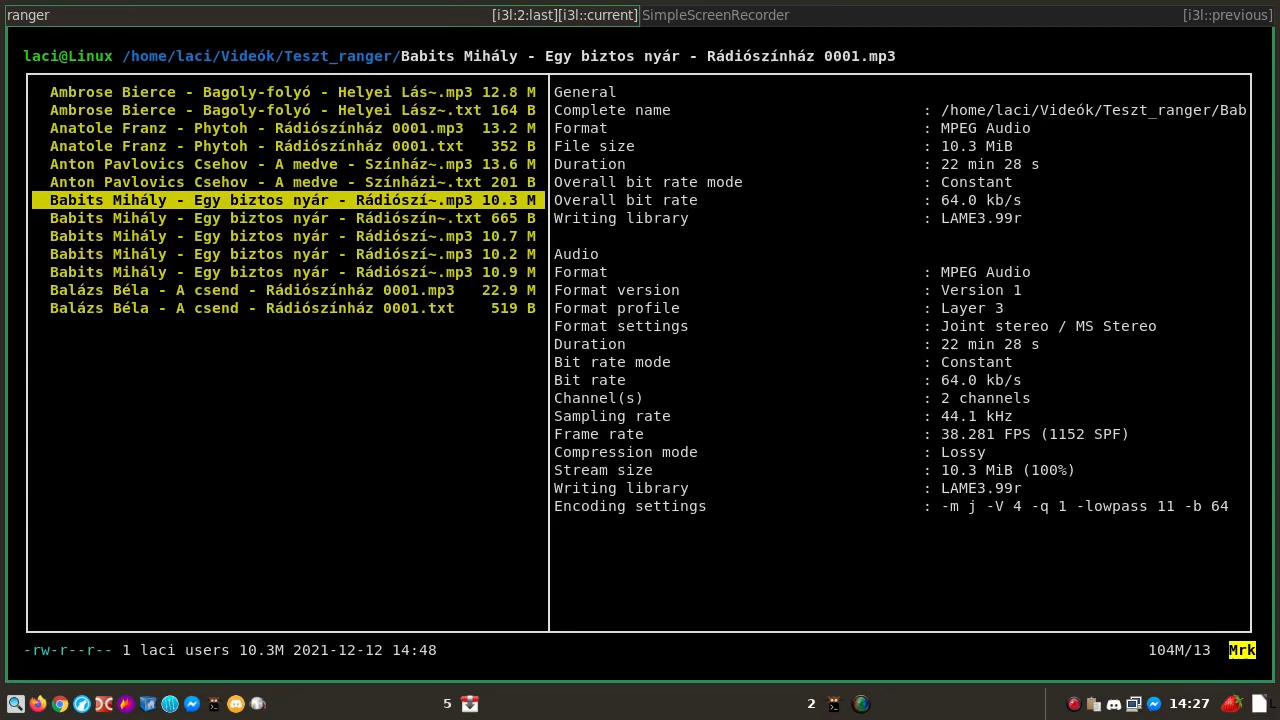 ranger [i3l:2:last][i3l::current] SimpleScreenRecorder [i3l::previous]
laci@Linux /home/laci/Videók/Teszt_ranger/Babits Mihály - Egy biztos nyár - Rádiószínház 0001.mp3
Ambrose Bierce - Bagoly-folyó - Helyei Lás~.mp3 12.8 M
Ambrose Bierce - Bagoly-folyó - Helyei Lász~.txt 164 B
Anatole Franz - Phytoh - Rádiószínház 0001.mp3 13.2 M
Anatole Franz - Phytoh - Rádiószínház 0001.txt 352 B
Anton Pavlovics Csehov - A medve - Színház~.mp3 13.6 M
Anton Pavlovics Csehov - A medve - Színházi~.txt 201 B
Babits Mihály - Egy biztos nyár - Rádiószí~.mp3 10.3 M
Babits Mihály - Egy biztos nyár - Rádiószín~.txt 665 B
Babits Mihály - Egy biztos nyár - Rádiószí~.mp3 10.7 M
Babits Mihály - Egy biztos nyár - Rádiószí~.mp3 10.2 M
Babits Mihály - Egy biztos nyár - Rádiószí~.mp3 10.9 M
Balázs Béla - A csend - Rádiószínház 0001.mp3 22.9 M
Balázs Béla - A csend - Rádiószínház 0001.txt 519 B
General
Complete name : /home/laci/Videók/Teszt_ranger/Bab
Format : MPEG Audio
File size : 10.3 MiB
Duration : 22 min 28 s
Overall bit rate mode : Constant
Overall bit rate : 64.0 kb/s
Writing library : LAME3.99r
Audio
Format : MPEG Audio
Format version : Version 1
Format profile : Layer 3
Format settings : Joint stereo / MS Stereo
Duration : 22 min 28 s
Bit rate mode : Constant
Bit rate : 64.0 kb/s
Channel(s) : 2 channels
Sampling rate : 44.1 kHz
Frame rate : 38.281 FPS (1152 SPF)
Compression mode : Lossy
Stream size : 10.3 MiB (100%)
Writing library : LAME3.99r
Encoding settings : -m j -V 4 -q 1 -lowpass 11 -b 64
-rw-r--r-- 1 laci users 10.3M 2021-12-12 14:48 104M/13 Mrk
5 2 14:27